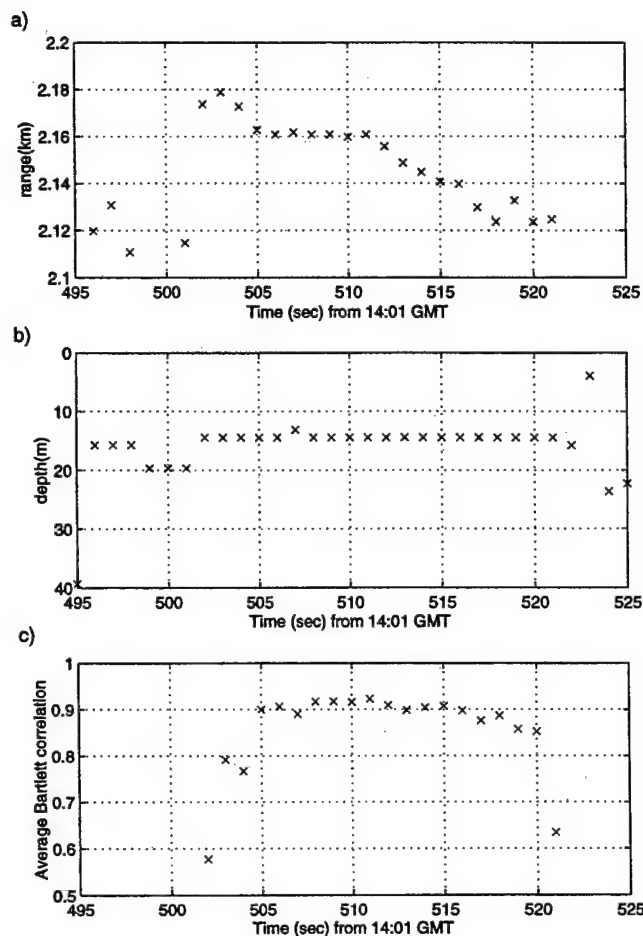 a)
2.2
2.18
2.16
2.14
2.12
2.1
range(km)
495 500 505 510 515 520 525
Time (sec) from 14:01 GMT
b)
0
10
20
30
40
depth(m)
495 500 505 510 515 520 525
Time (sec) from 14:01 GMT
c)
1
0.9
0.8
0.7
0.6
0.5
Average Bartlett correlation
495 500 505 510 515 520 525
Time (sec) from 14:01 GMT